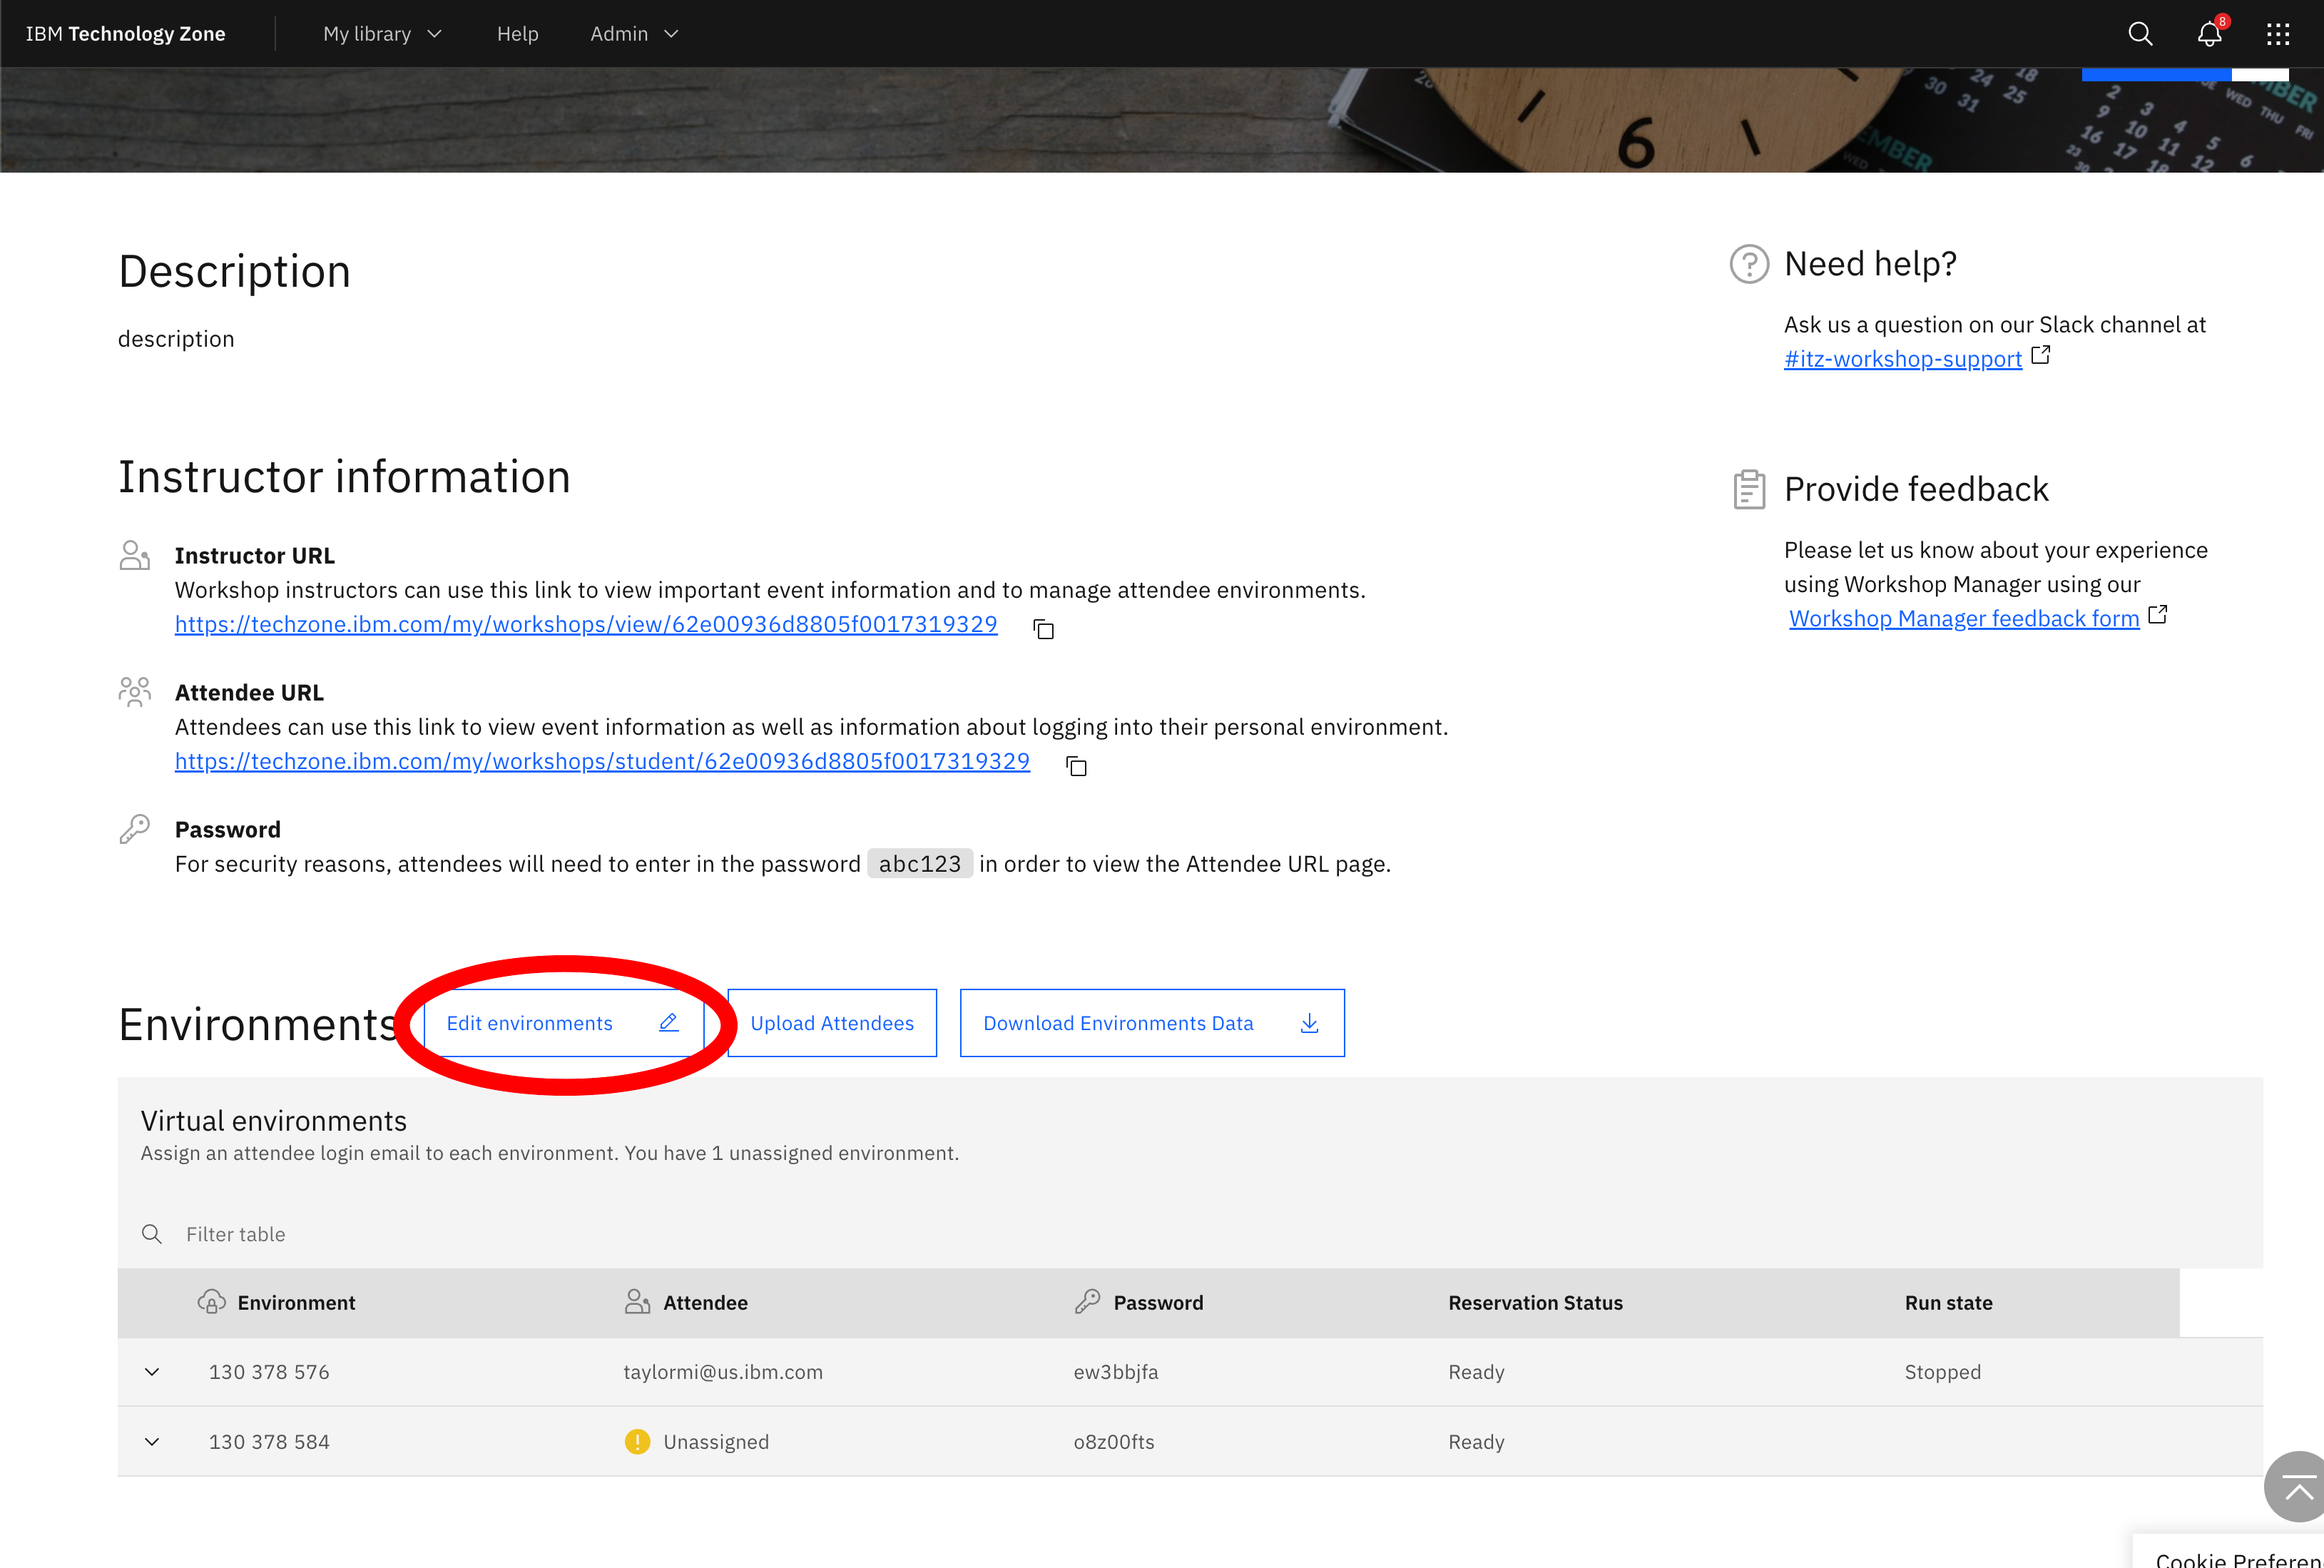 IBM Technology Zone
My library
Help
Admin
8
6
Description
description
Need help?
Ask us a question on our Slack channel at
#itz-workshop-support
Instructor information
Instructor URL
Workshop instructors can use this link to view important event information and to manage attendee environments.
https://techzone.ibm.com/my/workshops/view/62e00936d8805f0017319329
Attendee URL
Attendees can use this link to view event information as well as information about logging into their personal environment.
https://techzone.ibm.com/my/workshops/student/62e00936d8805f0017319329
Password
For security reasons, attendees will need to enter in the password abc123 in order to view the Attendee URL page.
Provide feedback
Please let us know about your experience
using Workshop Manager using our
Workshop Manager feedback form
Environments
Edit environments
Upload Attendees
Download Environments Data
Virtual environments
Assign an attendee login email to each environment. You have 1 unassigned environment.
Filter table
Environment Attendee Password Reservation Status Run state
130 378 576 taylormi@us.ibm.com ew3bbjfa Ready Stopped
130 378 584 Unassigned o8z00fts Ready
Cookie Preferen